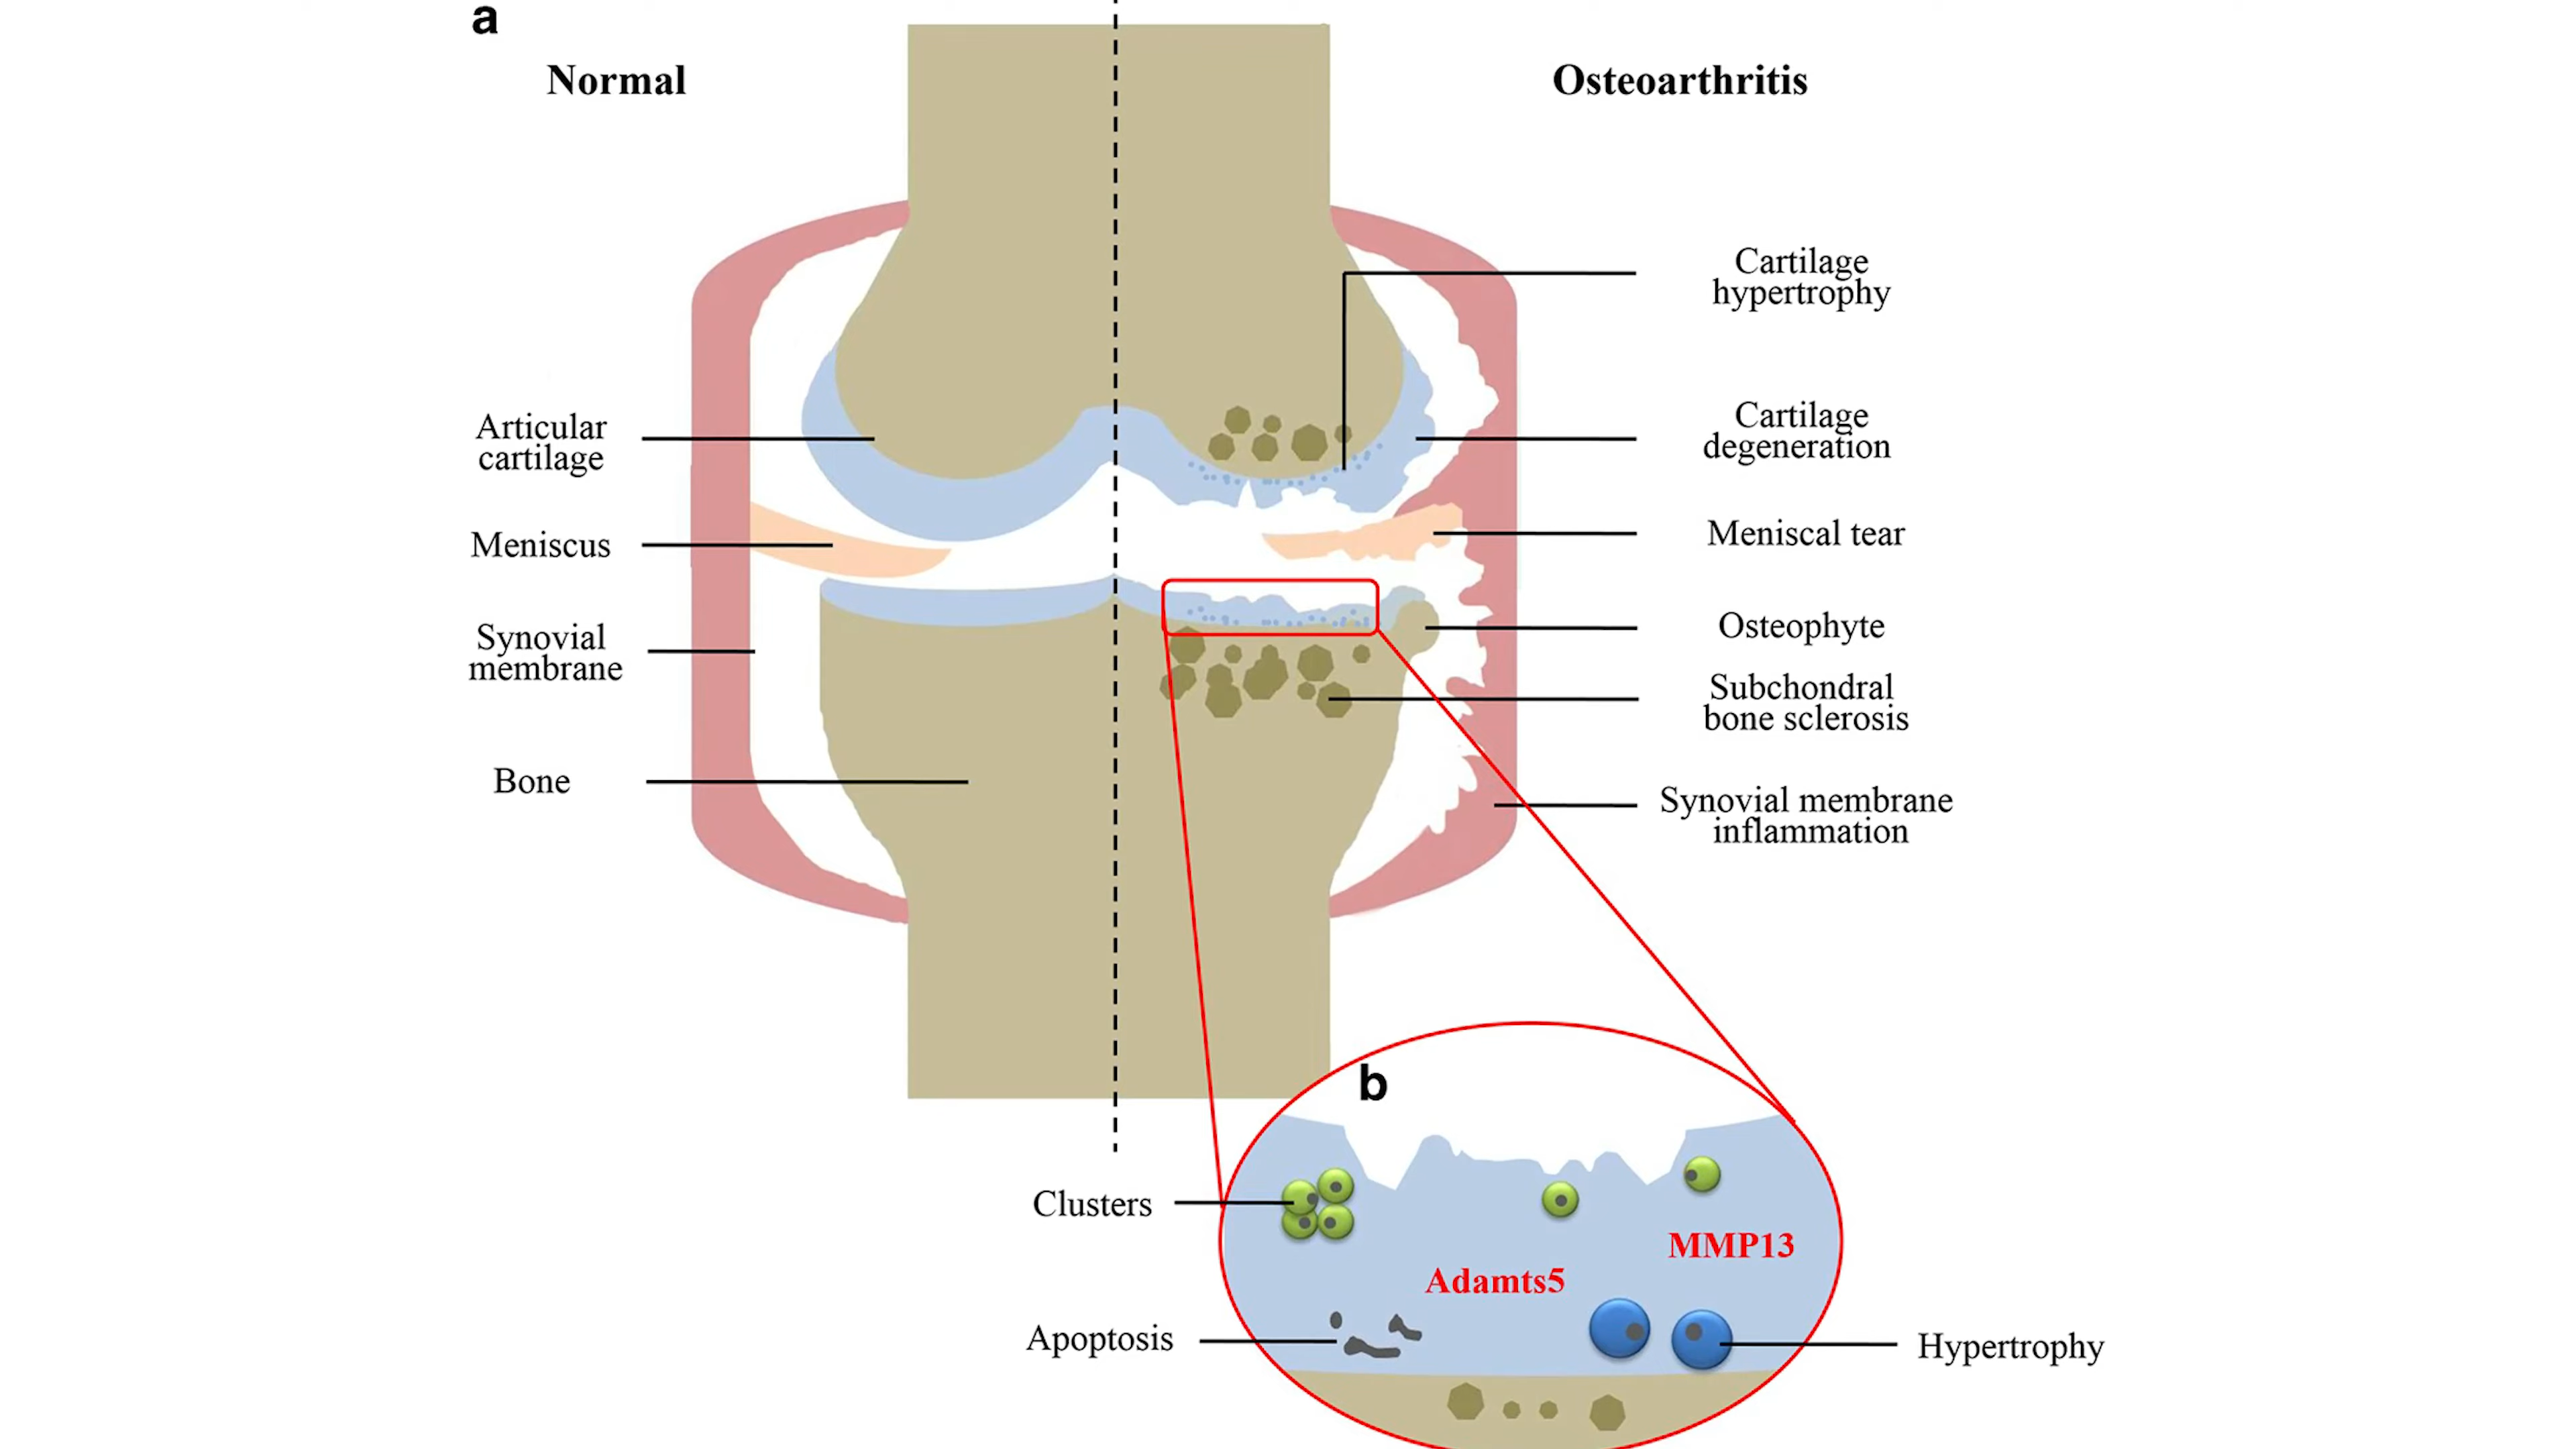 a
Normal
Osteoarthritis
Cartilage
hypertrophy
Articular
cartilage
Cartilage
degeneration
Meniscus
Meniscal tear
Synovial
membrane
Osteophyte
Subchondral
bone sclerosis
Bone
Synovial membrane
inflammation
b
Clusters
MMP13
Adamts5
Apoptosis
Hypertrophy